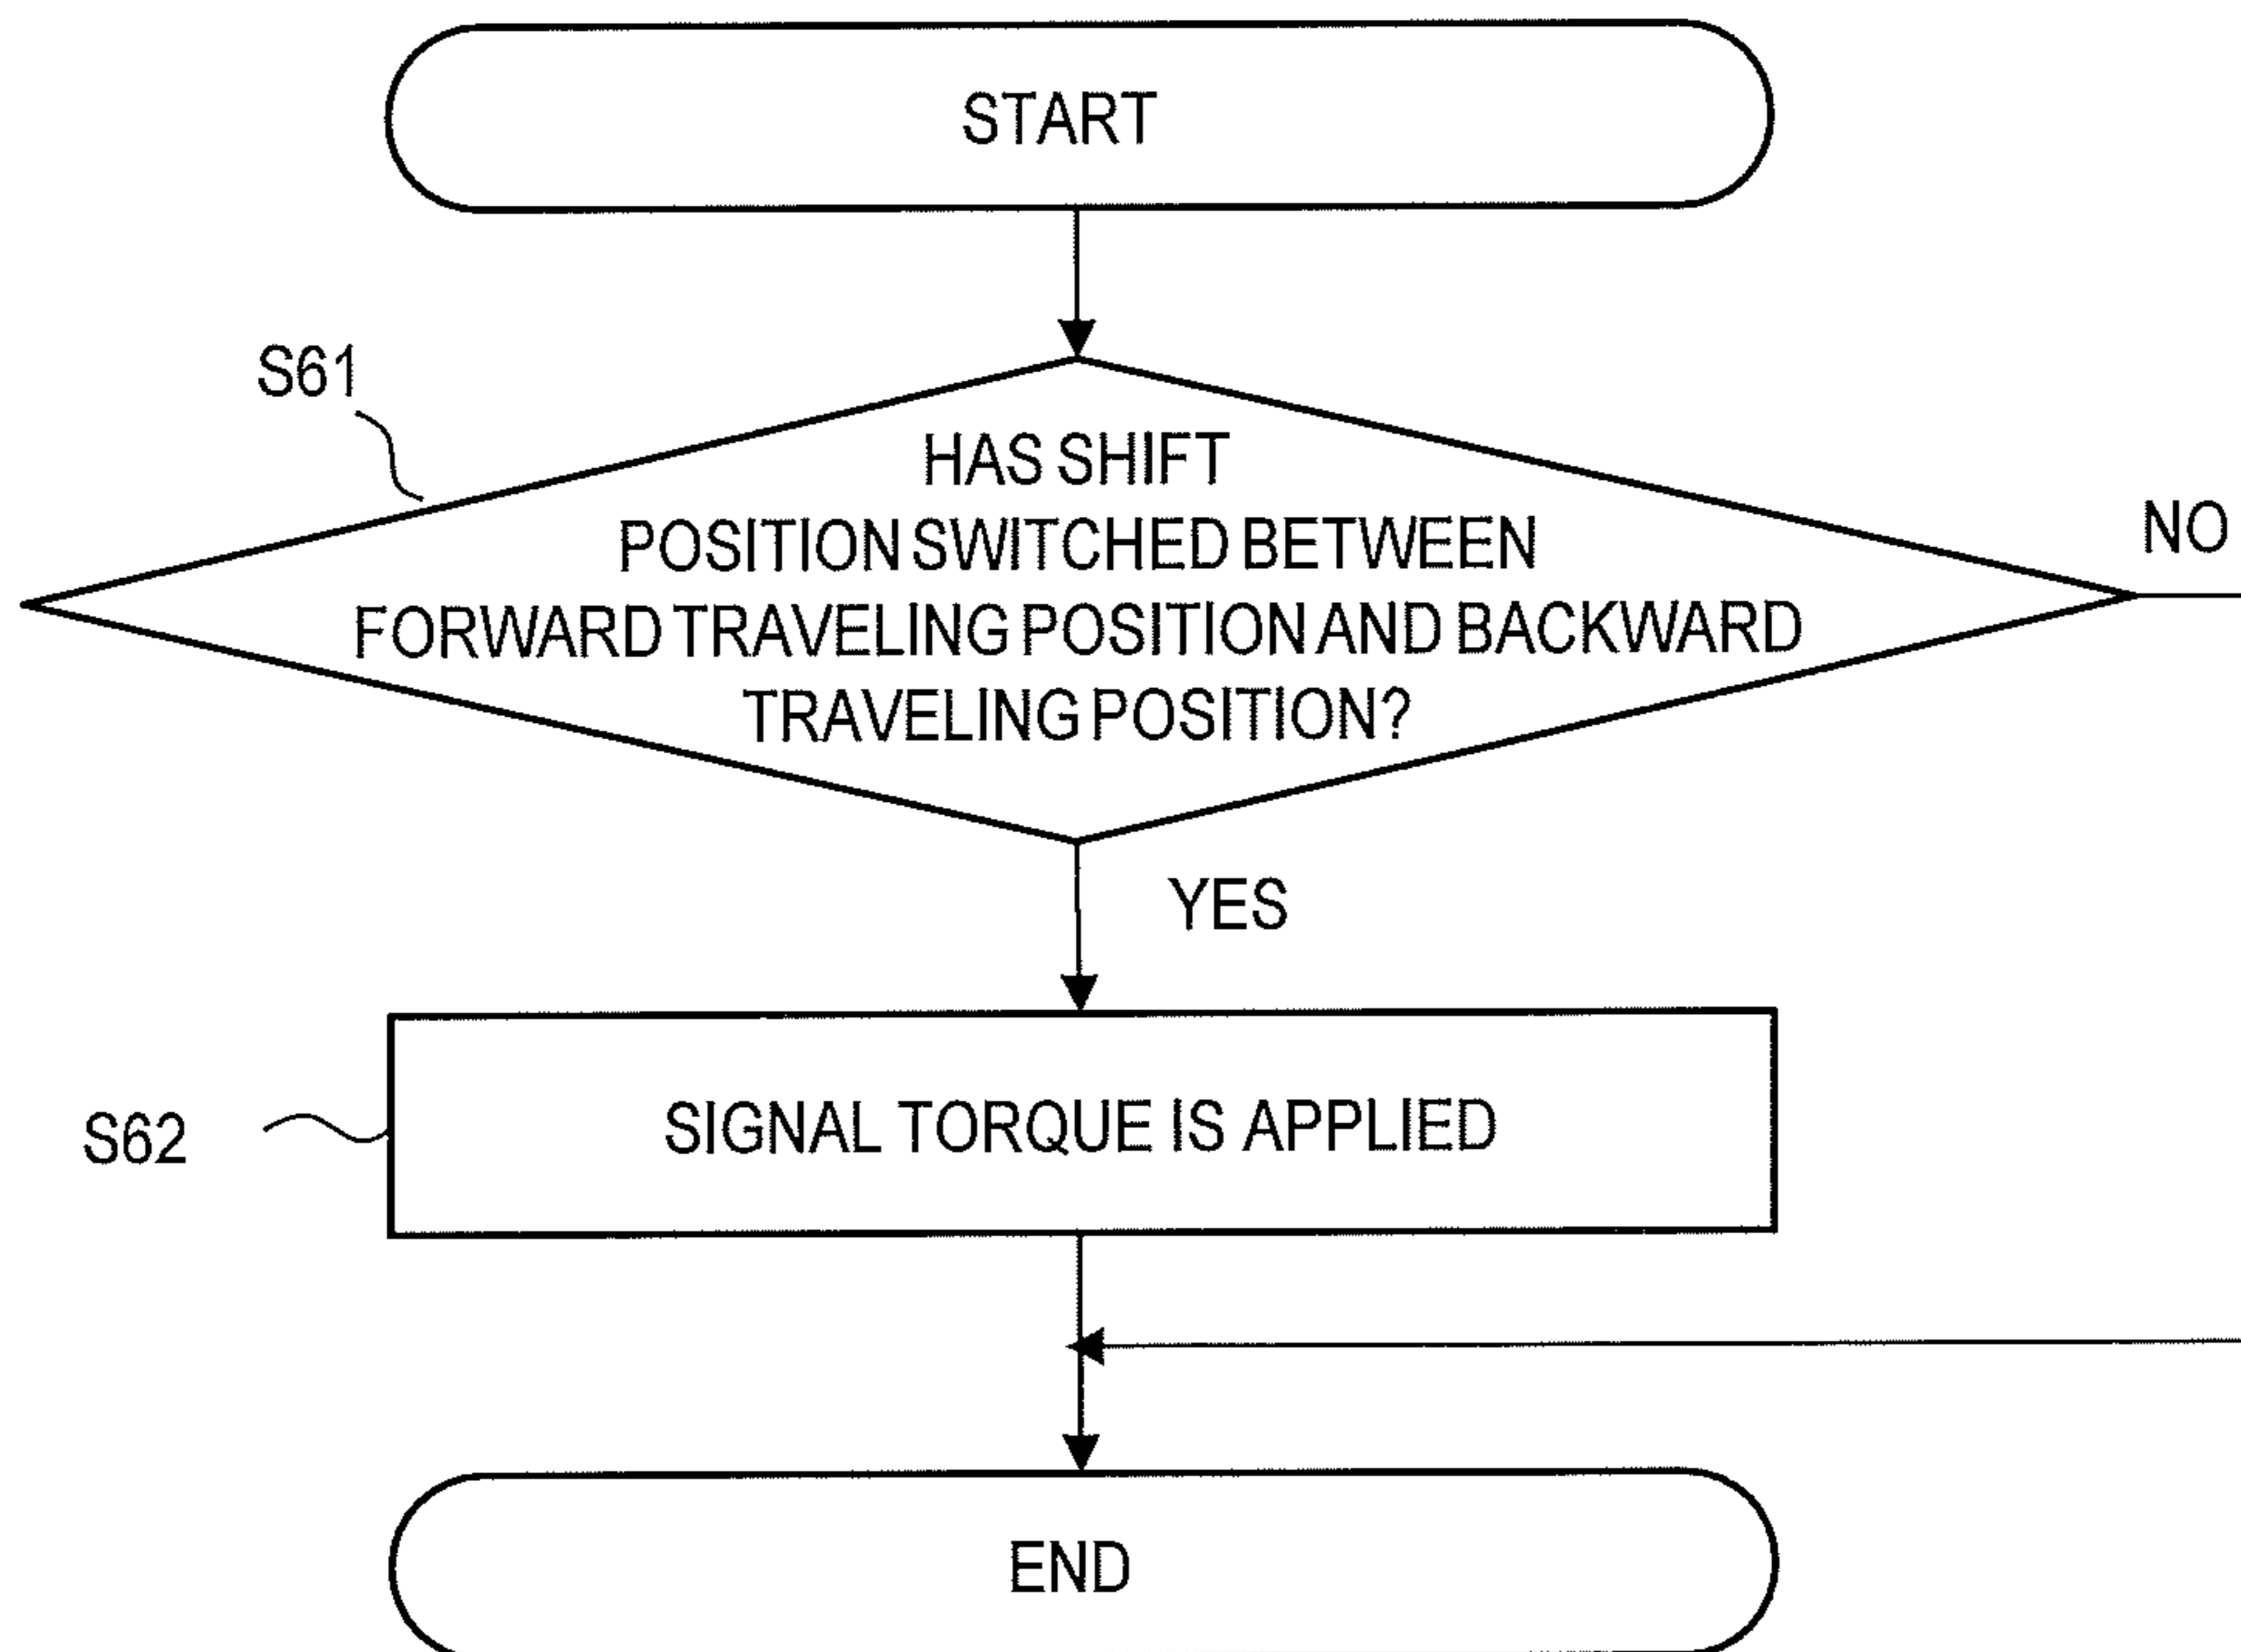 START
S61
HAS SHIFT
POSITION SWITCHED BETWEEN
FORWARD TRAVELING POSITION AND BACKWARD
TRAVELING POSITION?
NO
YES
S62
SIGNAL TORQUE IS APPLIED
END